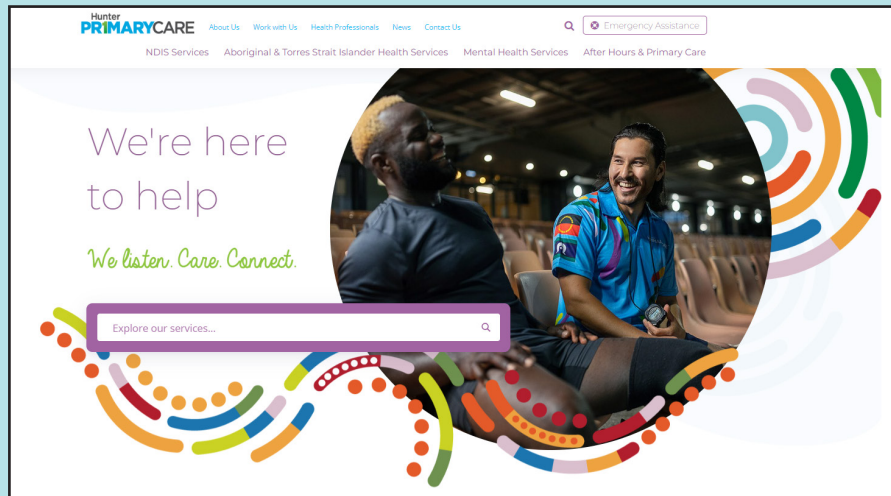 Hunter
PRIMARYCARE
About Us Work with Us Health Professionals News Contact Us
Emergency Assistance
NDIS Services Aboriginal & Torres Strait Islander Health Services Mental Health Services After Hours & Primary Care
We're here
to help
We listen. Care. Connect.
Explore our services...